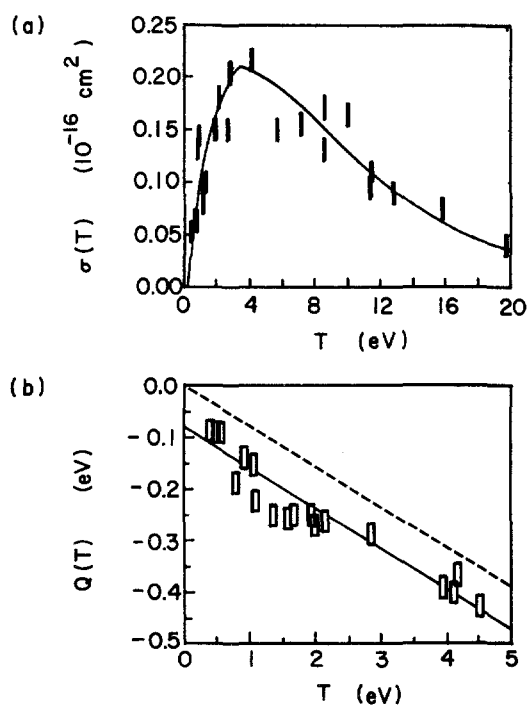 (a)
σ(T) (10⁻¹⁶ cm²)
0.25
0.20
0.15
0.10
0.05
0.00
0 4 8 12 16 20
T (eV)
(b)
Q(T) (eV)
0.0
-0.1
-0.2
-0.3
-0.4
-0.5
0 1 2 3 4 5
T (eV)